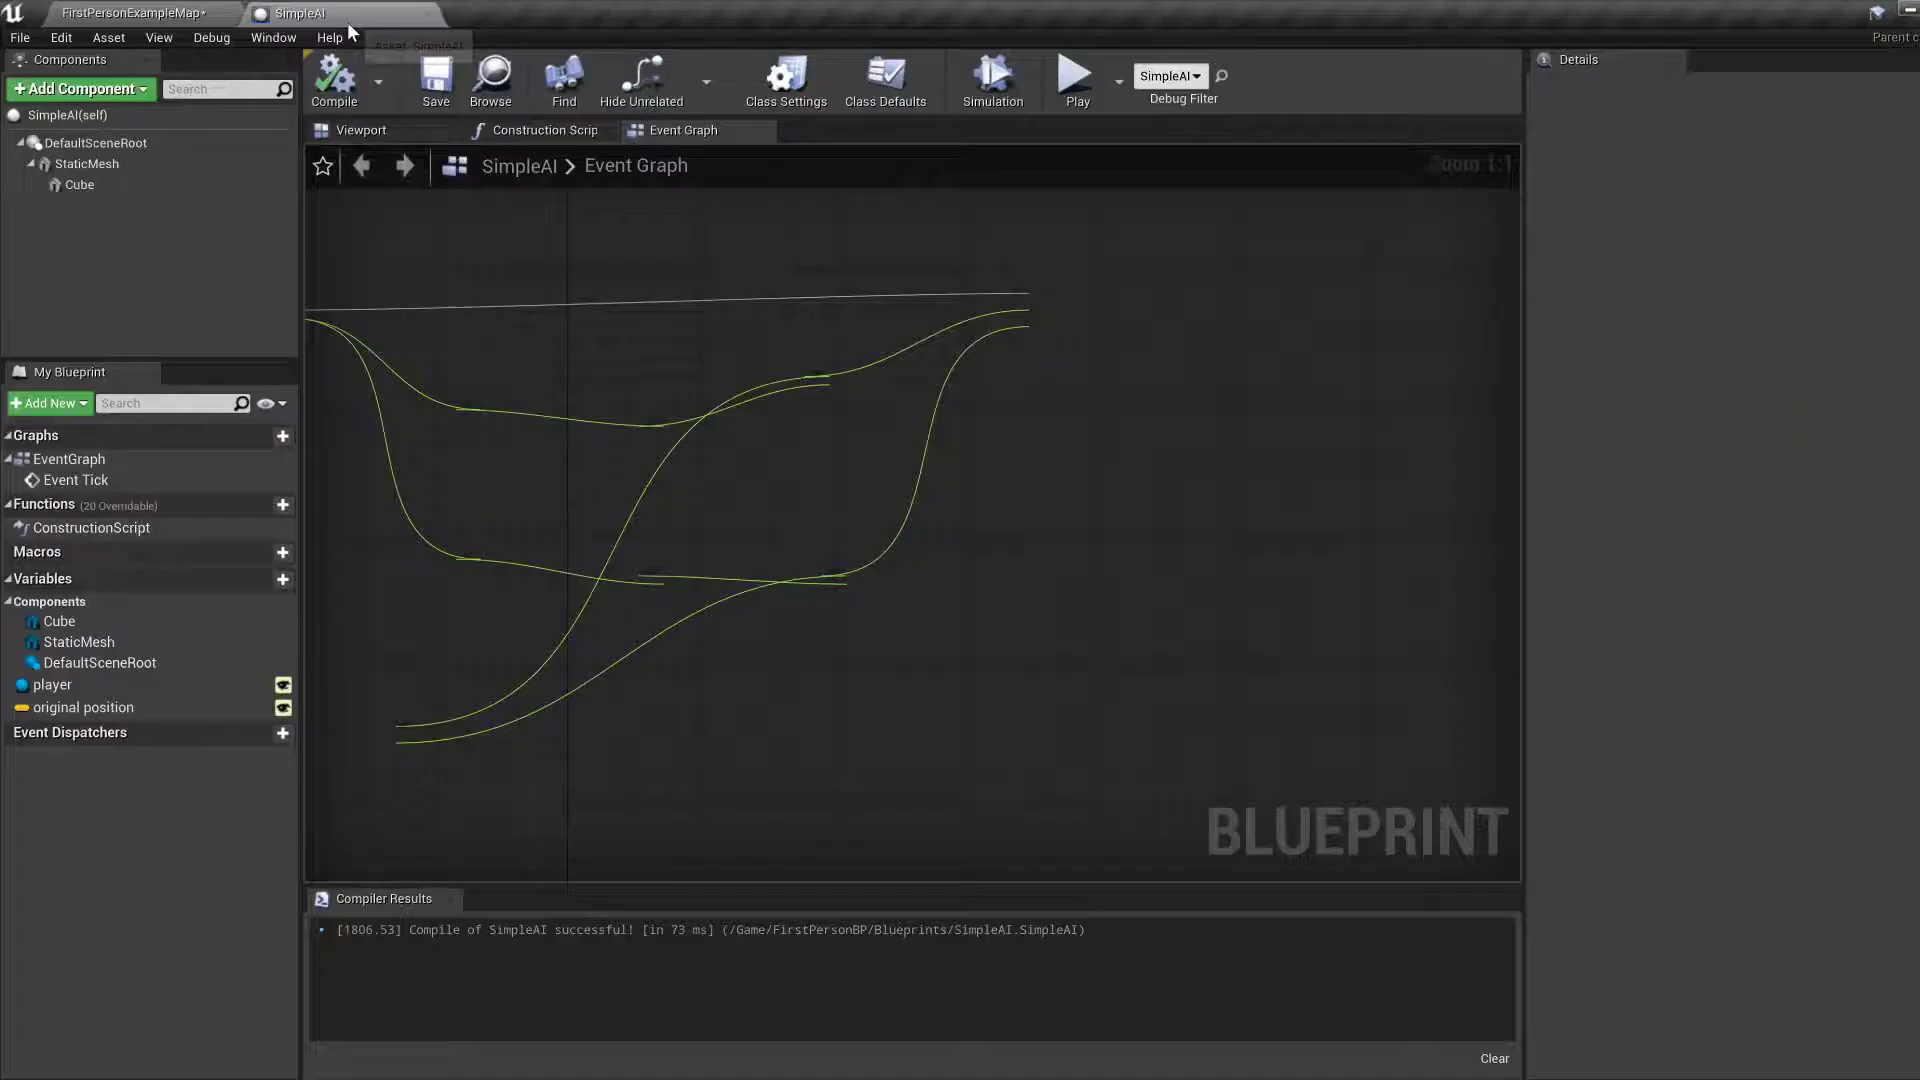 FirstPersonExampleMap*
SimpleAI
File Edit Asset View Debug Window Help
Parent c
Components
Add Component
Search
SimpleAI(self)
DefaultSceneRoot
StaticMesh
Cube
Compile
Save
Browse
Find
Hide Unrelated
Class Settings
Class Defaults
Simulation
Play
SimpleAI
Debug Filter
Details
Viewport
Construction Scrip
Event Graph
SimpleAI > Event Graph
Zoom 1:1
BLUEPRINT
My Blueprint
Add New
Search
Graphs
EventGraph
Event Tick
Functions (20 Overridable)
ConstructionScript
Macros
Variables
Components
Cube
StaticMesh
DefaultSceneRoot
player
original position
Event Dispatchers
Compiler Results
[1806.53] Compile of SimpleAI successful! [in 73 ms] (/Game/FirstPersonBP/Blueprints/SimpleAI.SimpleAI)
Clear